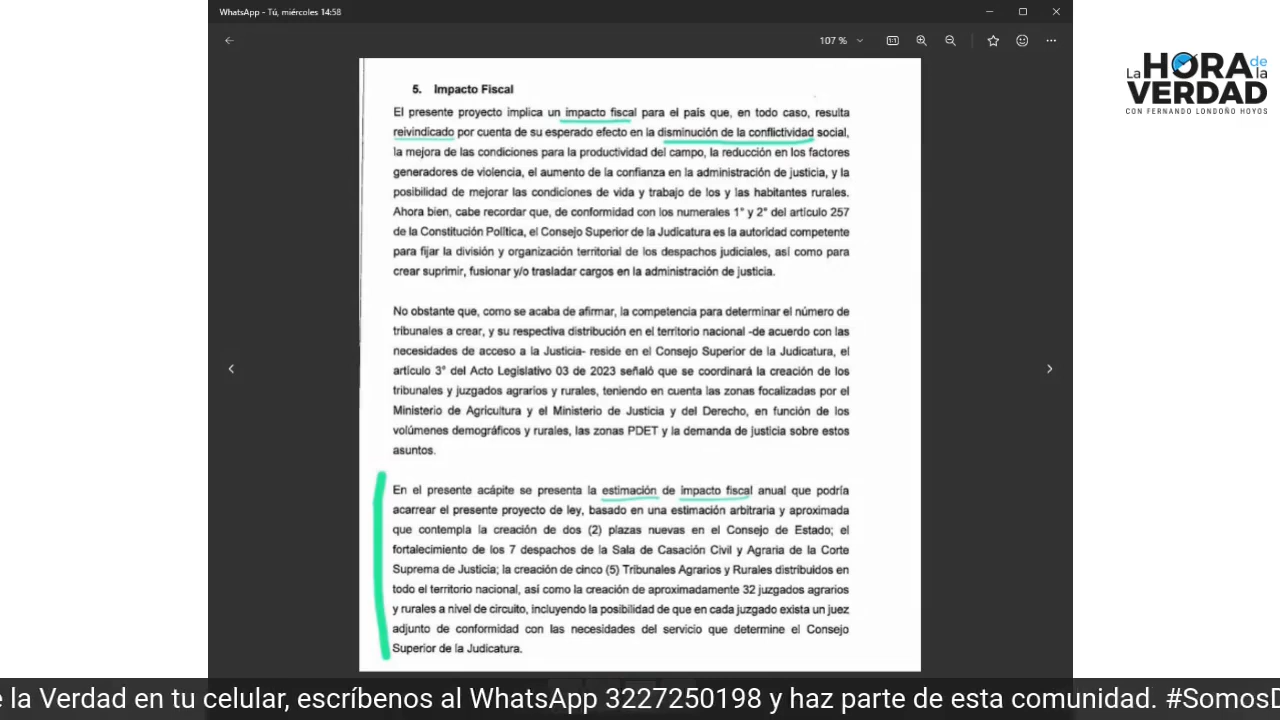 WhatsApp - Tú, miércoles 14:58
107 %
La HORA de la
VERDAD
CON FERNANDO LONDOÑO HOYOS
5. Impacto Fiscal
El presente proyecto implica un impacto fiscal para el país que, en todo caso, resulta
reivindicado por cuenta de su esperado efecto en la disminución de la conflictividad social,
la mejora de las condiciones para la productividad del campo, la reducción en los factores
generadores de violencia, el aumento de la confianza en la administración de justicia, y la
posibilidad de mejorar las condiciones de vida y trabajo de los y las habitantes rurales.
Ahora bien, cabe recordar que, de conformidad con los numerales 1° y 2° del artículo 257
de la Constitución Política, el Consejo Superior de la Judicatura es la autoridad competente
para fijar la división y organización territorial de los despachos judiciales, así como para
crear suprimir, fusionar y/o trasladar cargos en la administración de justicia.
No obstante que, como se acaba de afirmar, la competencia para determinar el número de
tribunales a crear, y su respectiva distribución en el territorio nacional -de acuerdo con las
necesidades de acceso a la Justicia- reside en el Consejo Superior de la Judicatura, el
artículo 3° del Acto Legislativo 03 de 2023 señaló que se coordinará la creación de los
tribunales y juzgados agrarios y rurales, teniendo en cuenta las zonas focalizadas por el
Ministerio de Agricultura y el Ministerio de Justicia y del Derecho, en función de los
volúmenes demográficos y rurales, las zonas PDET y la demanda de justicia sobre estos
asuntos.
En el presente acápite se presenta la estimación de impacto fiscal anual que podría
acarrear el presente proyecto de ley, basado en una estimación arbitraria y aproximada
que contempla la creación de dos (2) plazas nuevas en el Consejo de Estado; el
fortalecimiento de los 7 despachos de la Sala de Casación Civil y Agraria de la Corte
Suprema de Justicia; la creación de cinco (5) Tribunales Agrarios y Rurales distribuidos en
todo el territorio nacional, así como la creación de aproximadamente 32 juzgados agrarios
y rurales a nivel de circuito, incluyendo la posibilidad de que en cada juzgado exista un juez
adjunto de conformidad con las necesidades del servicio que determine el Consejo
Superior de la Judicatura.
e la Verdad en tu celular, escríbenos al WhatsApp 3227250198 y haz parte de esta comunidad. #SomosD